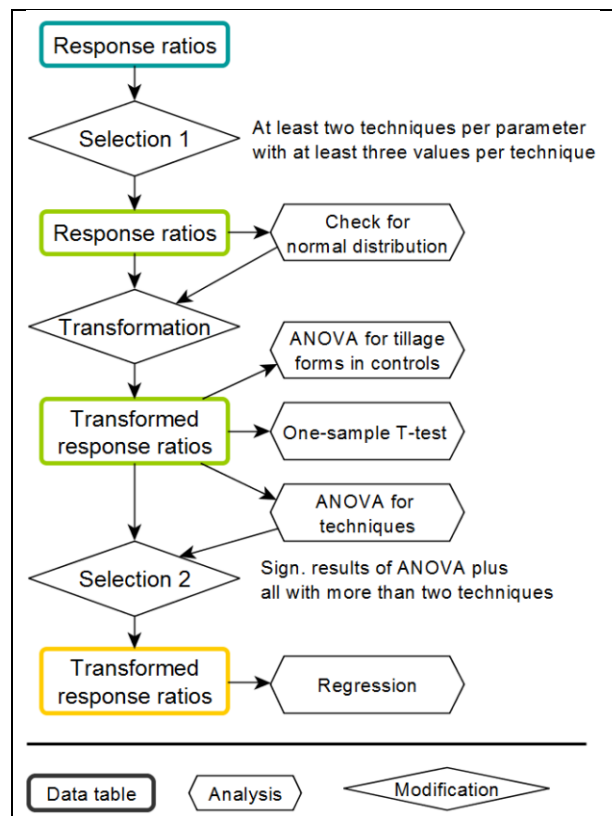 Response ratios
Selection 1
At least two techniques per parameter
with at least three values per technique
Response ratios
Check for
normal distribution
Transformation
ANOVA for tillage
forms in controls
Transformed
response ratios
One-sample T-test
ANOVA for
techniques
Selection 2
Sign. results of ANOVA plus
all with more than two techniques
Transformed
response ratios
Regression
Data table
Analysis
Modification